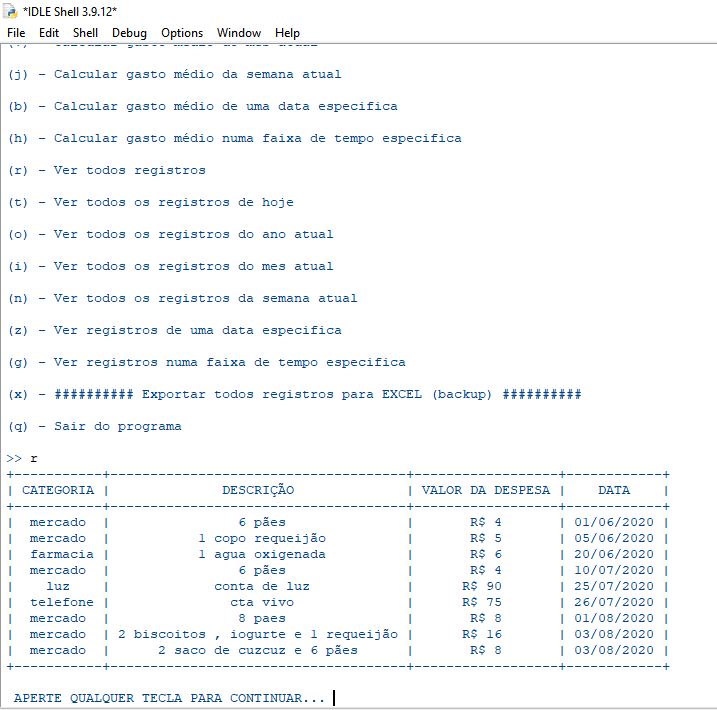 *IDLE Shell 3.9.12*
File Edit Shell Debug Options Window Help
(j) - Calcular gasto médio da semana atual
(b) - Calcular gasto médio de uma data especifica
(h) - Calcular gasto médio numa faixa de tempo especifica
(r) - Ver todos registros
(t) - Ver todos os registros de hoje
(o) - Ver todos os registros do ano atual
(i) - Ver todos os registros do mes atual
(n) - Ver todos os registros da semana atual
(z) - Ver registros de uma data especifica
(g) - Ver registros numa faixa de tempo especifica
(x) - ########## Exportar todos registros para EXCEL (backup) ##########
(q) - Sair do programa
>> r
+-----------+-------------------------------------+------------------+------------+
| CATEGORIA | DESCRIÇÃO | VALOR DA DESPESA | DATA |
+-----------+-------------------------------------+------------------+------------+
| mercado | 6 pães | R$ 4 | 01/06/2020 |
| mercado | 1 copo requeijão | R$ 5 | 05/06/2020 |
| farmacia | 1 agua oxigenada | R$ 6 | 20/06/2020 |
| mercado | 6 pães | R$ 4 | 10/07/2020 |
| luz | conta de luz | R$ 90 | 25/07/2020 |
| telefone | cta vivo | R$ 75 | 26/07/2020 |
| mercado | 8 paes | R$ 8 | 01/08/2020 |
| mercado | 2 biscoitos , iogurte e 1 requeijão | R$ 16 | 03/08/2020 |
| mercado | 2 saco de cuzcuz e 6 pães | R$ 8 | 03/08/2020 |
+-----------+-------------------------------------+------------------+------------+
APERTE QUALQUER TECLA PARA CONTINUAR...